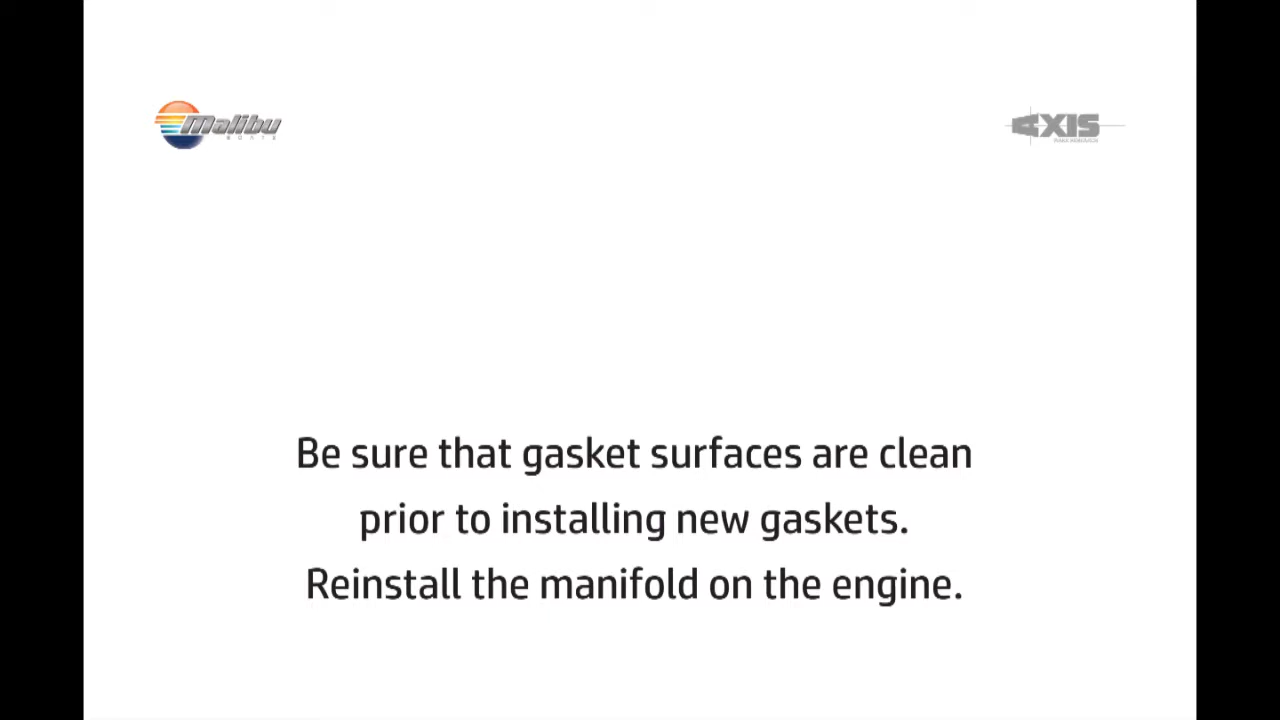 Malibu
BOATS
AXIS
Be sure that gasket surfaces are clean
prior to installing new gaskets.
Reinstall the manifold on the engine.